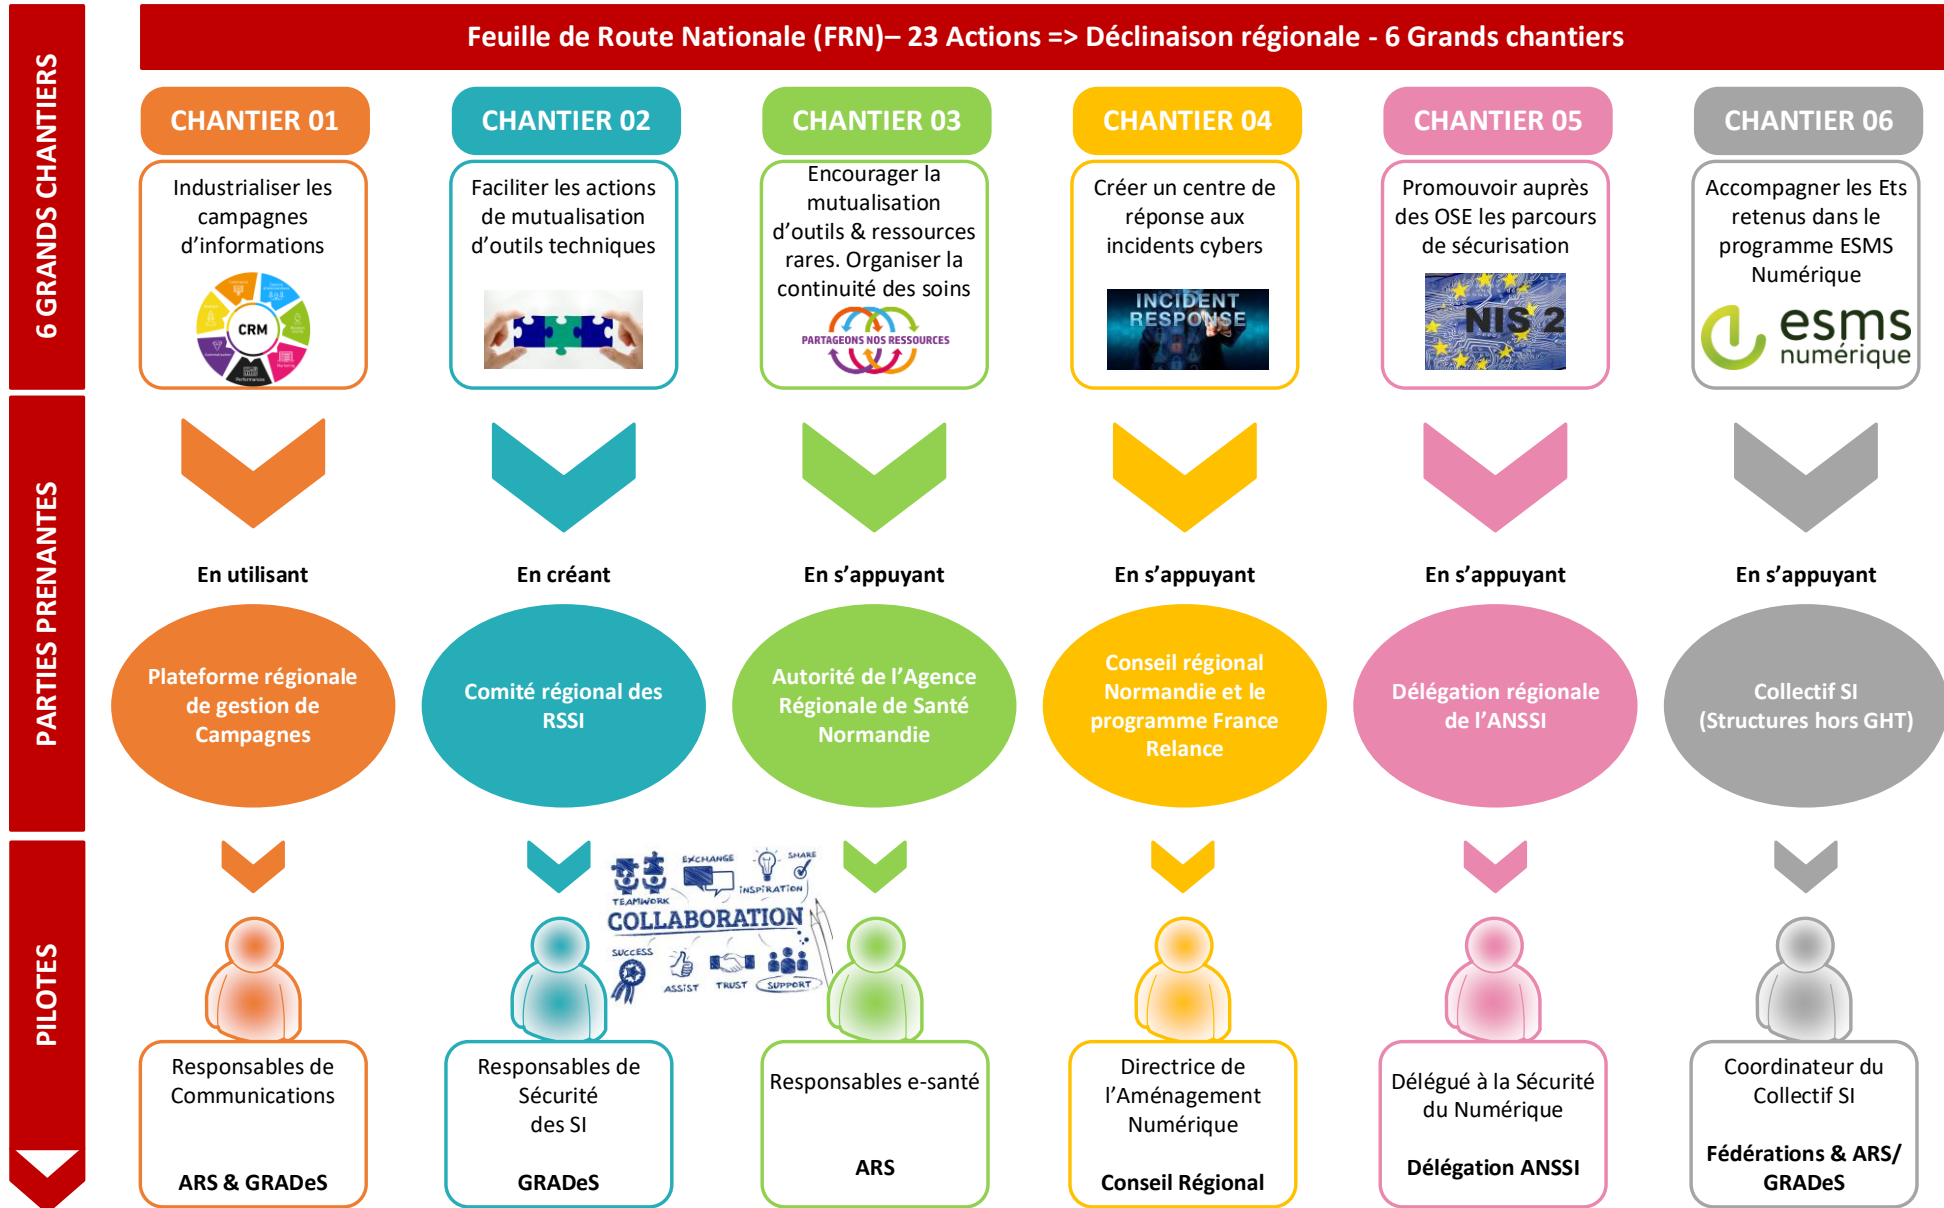 Feuille de Route Nationale (FRN)– 23 Actions => Déclinaison régionale - 6 Grands chantiers
6 GRANDS CHANTIERS
CHANTIER 01
Industrialiser les
campagnes
d’informations
CRM
Performances
Marketing
CHANTIER 02
Faciliter les actions
de mutualisation
d’outils techniques
CHANTIER 03
Encourager la
mutualisation
d’outils & ressources
rares. Organiser la
continuité des soins
PARTAGEONS NOS RESSOURCES
CHANTIER 04
Créer un centre de
réponse aux
incidents cybers
INCIDENT
RESPONSE
CHANTIER 05
Promouvoir auprès
des OSE les parcours
de sécurisation
NIS 2
CHANTIER 06
Accompagner les Ets
retenus dans le
programme ESMS
Numérique
esms
numérique
PARTIES PRENANTES
En utilisant
Plateforme régionale
de gestion de
Campagnes
En créant
Comité régional des
RSSI
En s’appuyant
Autorité de l’Agence
Régionale de Santé
Normandie
En s’appuyant
Conseil régional
Normandie et le
programme France
Relance
En s’appuyant
Délégation régionale
de l’ANSSI
En s’appuyant
Collectif SI
(Structures hors GHT)
PILOTES
TEAMWORK
EXCHANGE
INSPIRATION
SHARE
COLLABORATION
SUCCESS
ASSIST
TRUST
SUPPORT
Responsables de
Communications
ARS & GRADeS
Responsables de
Sécurité
des SI
GRADeS
Responsables e-santé
ARS
Directrice de
l’Aménagement
Numérique
Conseil Régional
Délégué à la Sécurité
du Numérique
Délégation ANSSI
Coordinateur du
Collectif SI
Fédérations & ARS/
GRADeS